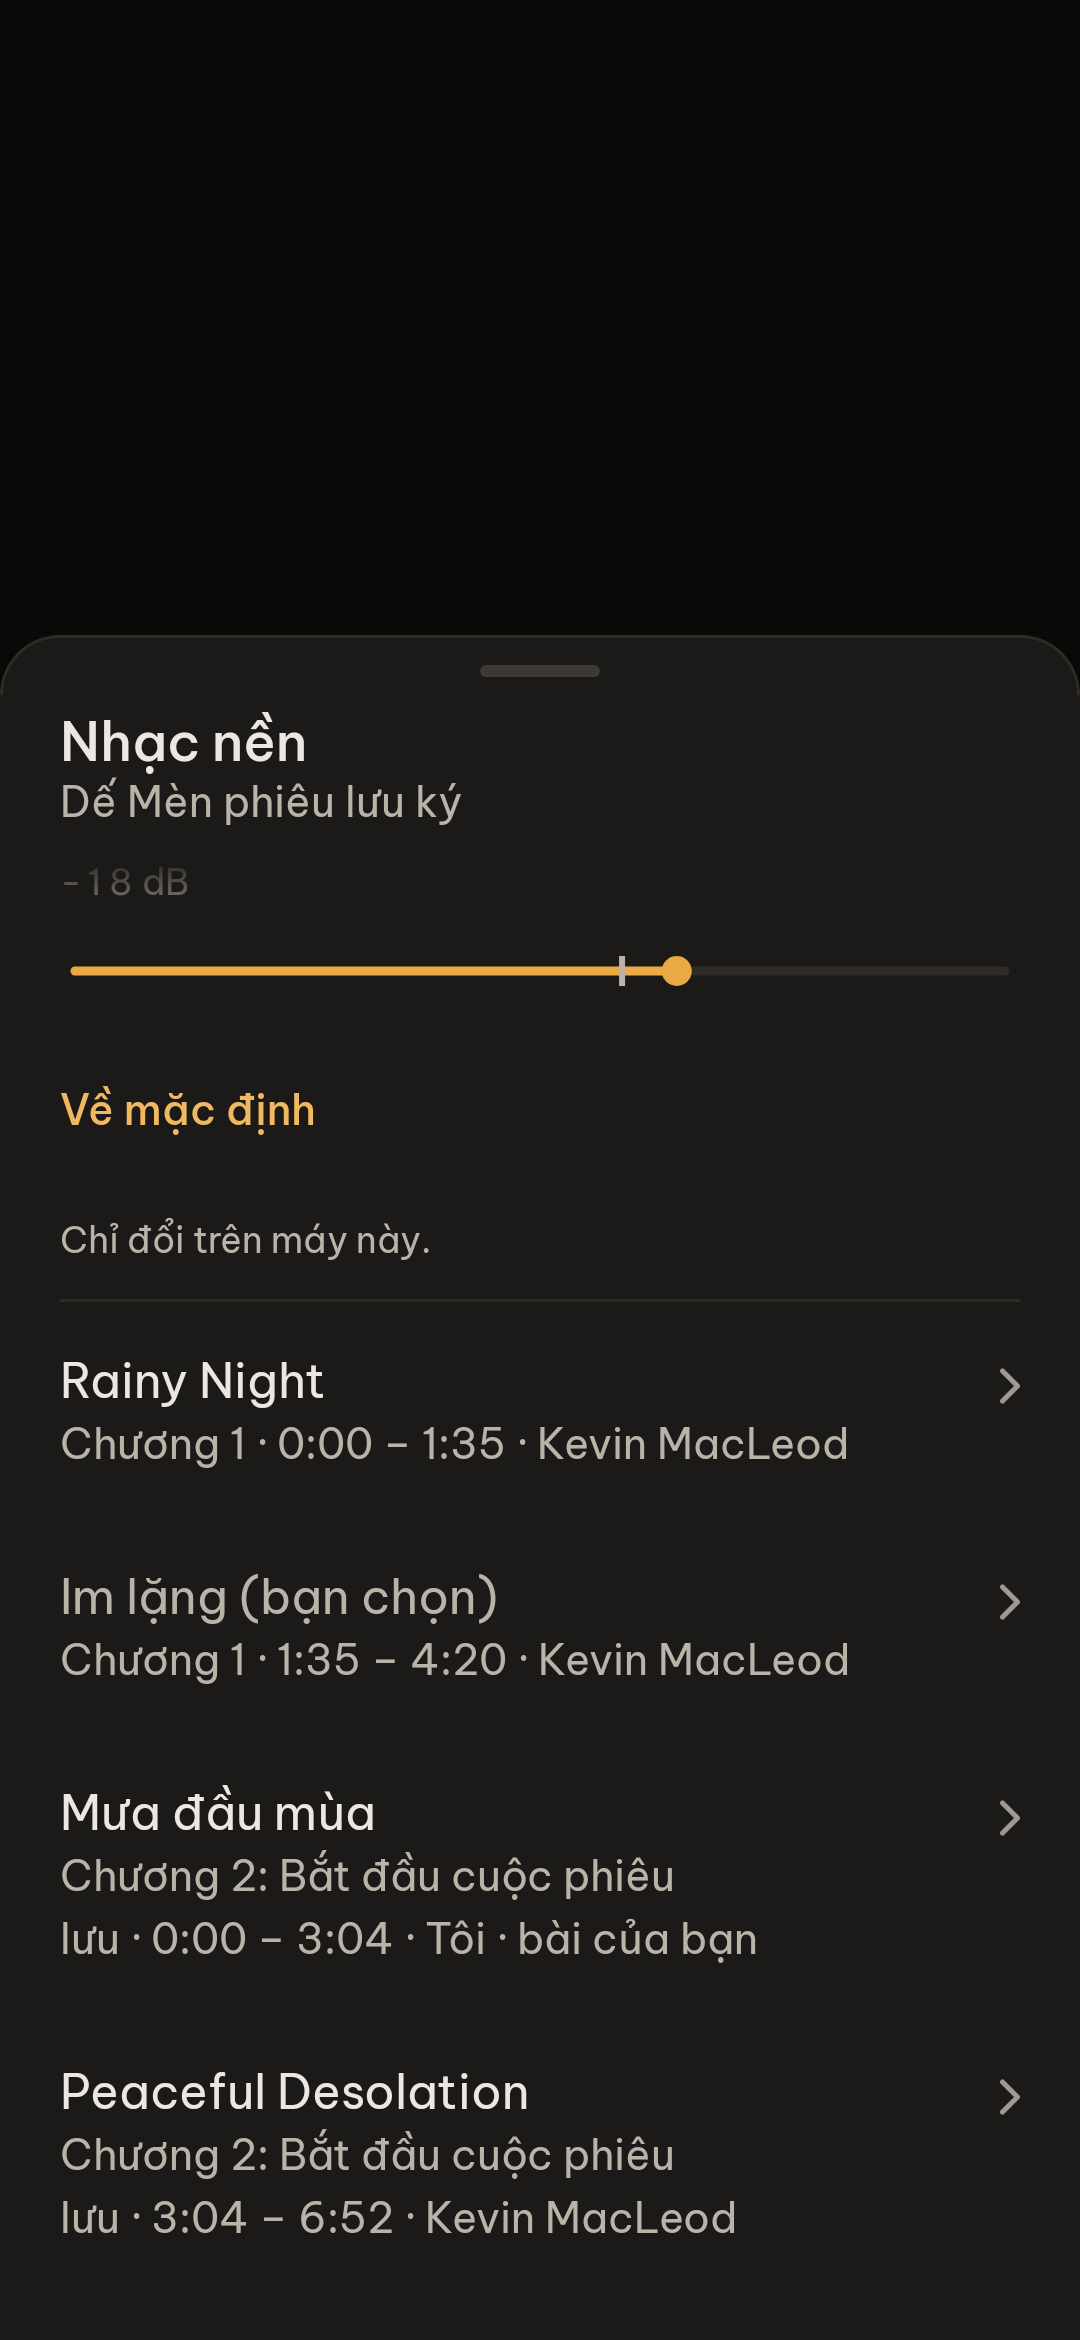 Nhạc nền
Dế Mèn phiêu lưu ký
−18 dB
Về mặc định
Chỉ đổi trên máy này.
Rainy Night
Chương 1 · 0:00 – 1:35 · Kevin MacLeod
Im lặng (bạn chọn)
Chương 1 · 1:35 – 4:20 · Kevin MacLeod
Mưa đầu mùa
Chương 2: Bắt đầu cuộc phiêu
lưu · 0:00 – 3:04 · Tôi · bài của bạn
Peaceful Desolation
Chương 2: Bắt đầu cuộc phiêu
lưu · 3:04 – 6:52 · Kevin MacLeod